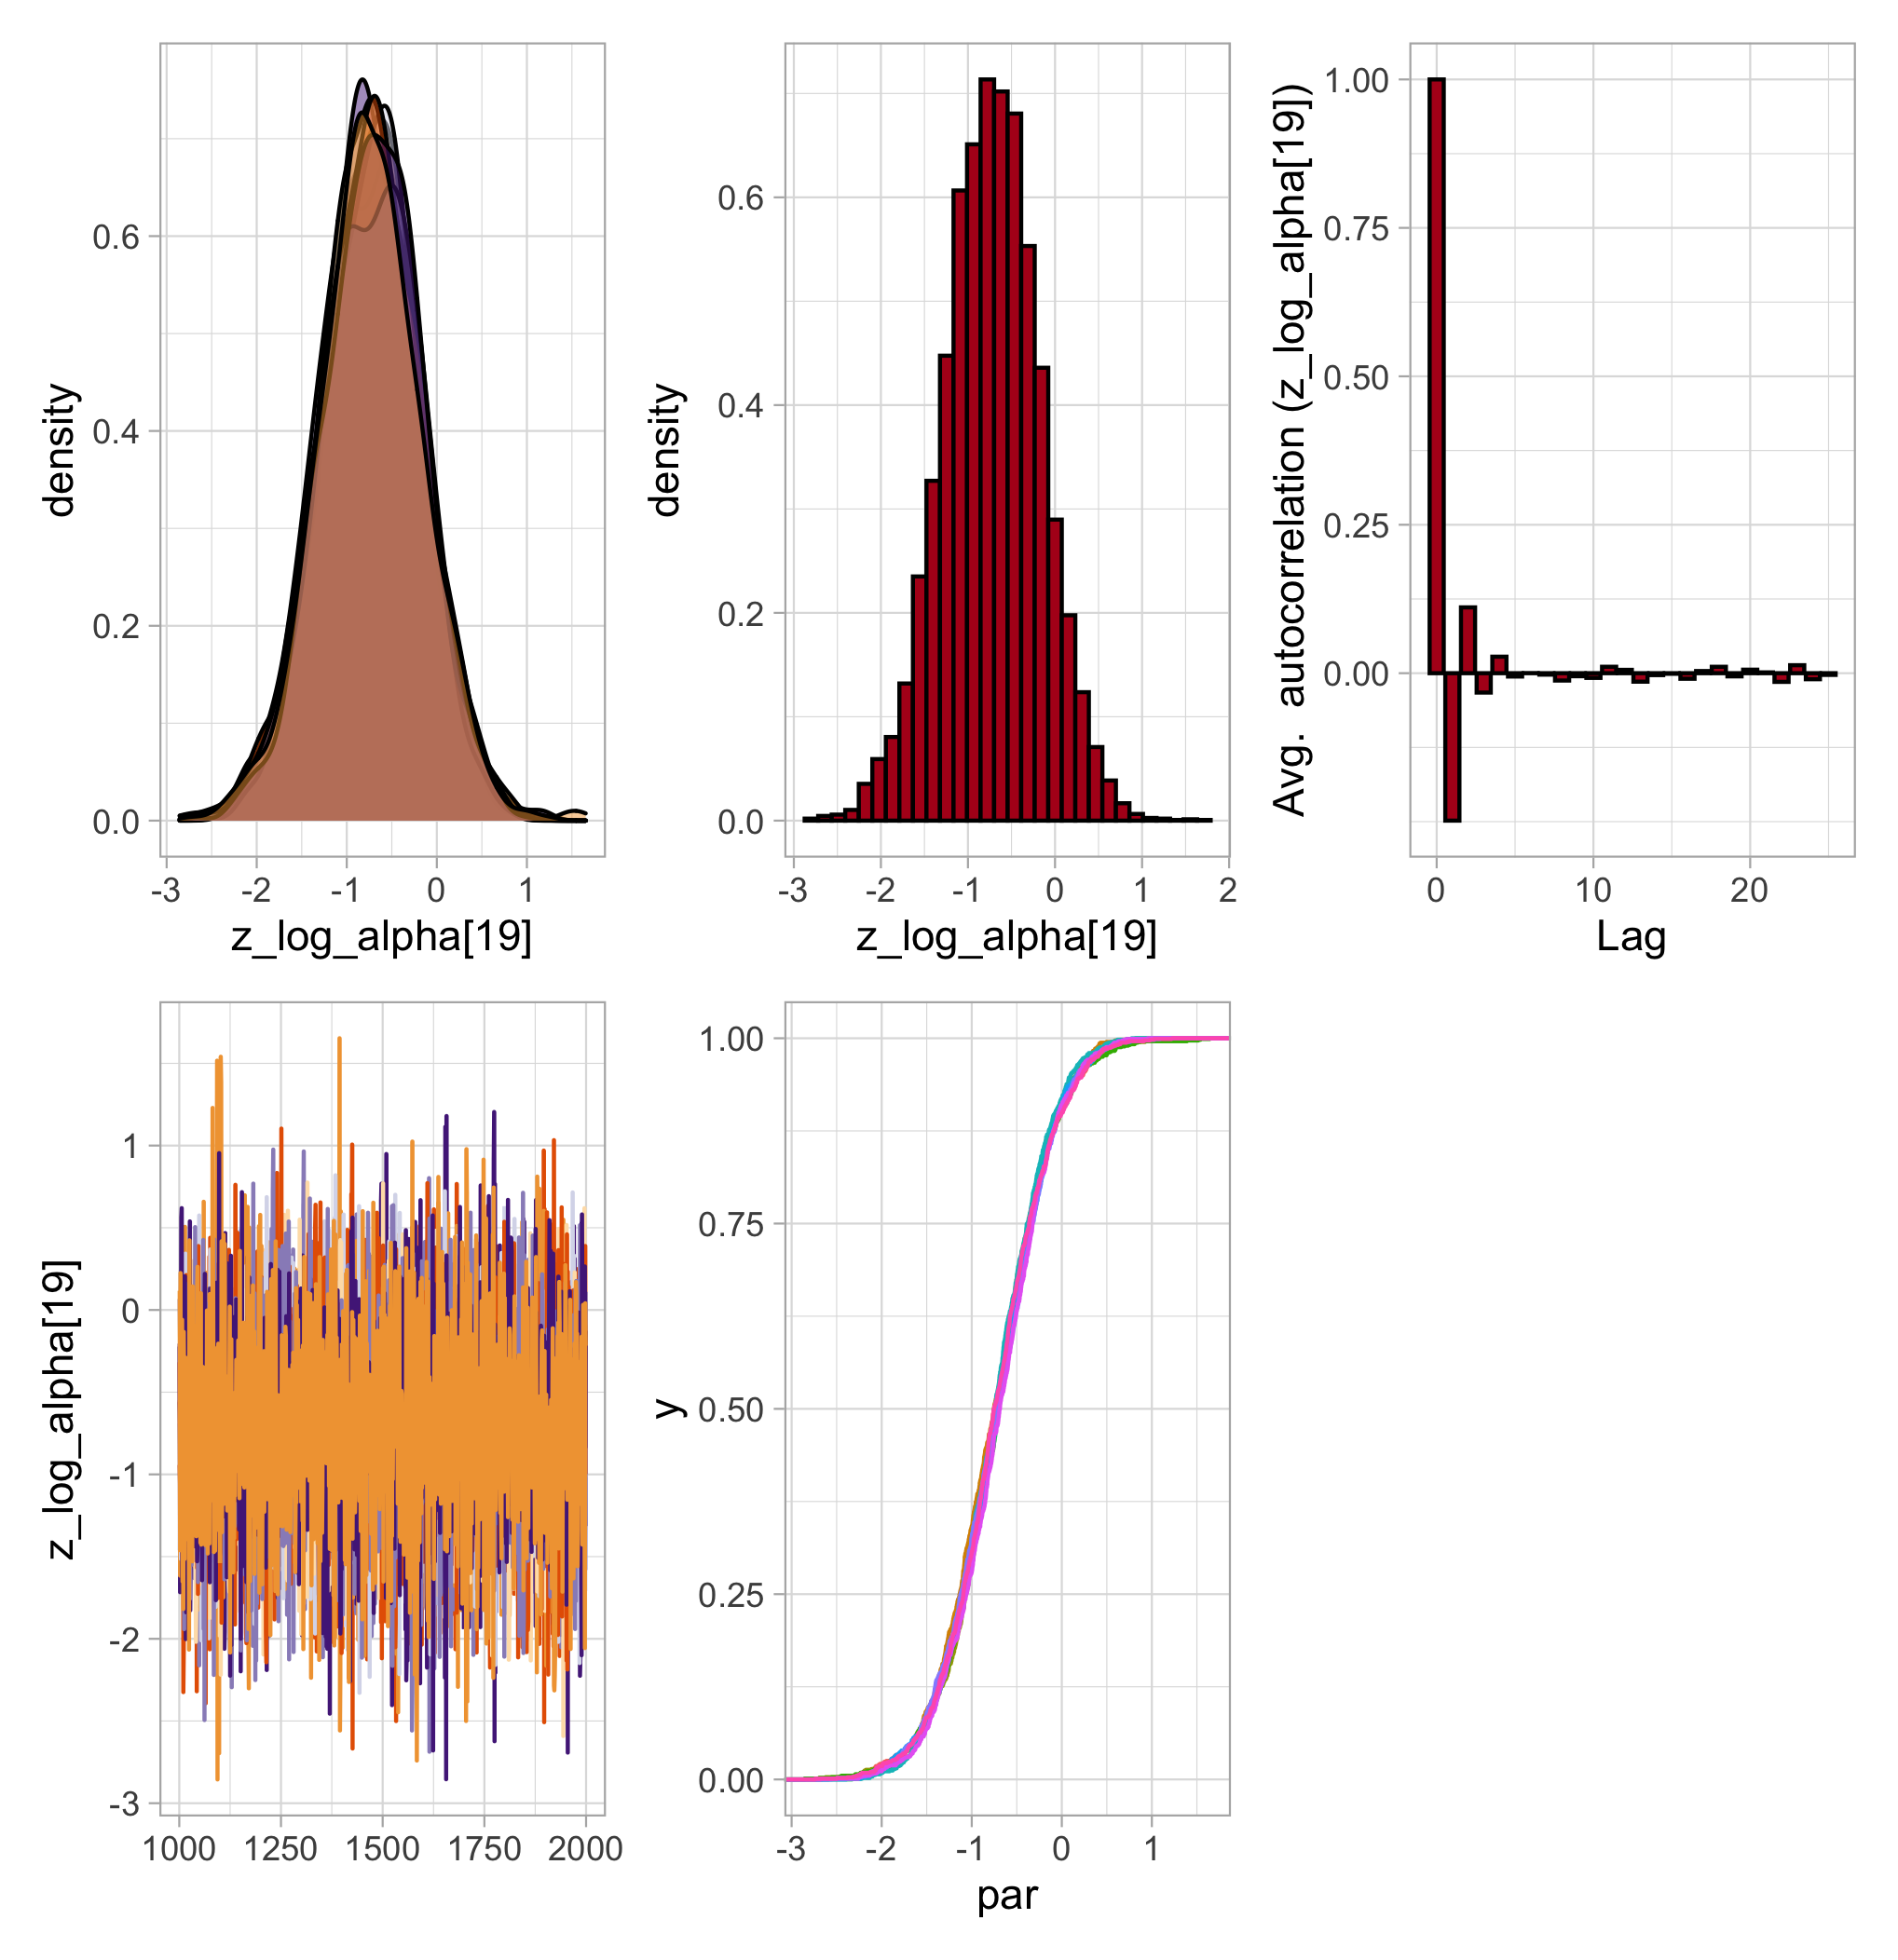 density
0.6
0.4
0.2
0.0
-3 -2 -1 0 1
z_log_alpha[19]
density
0.6
0.4
0.2
0.0
-3 -2 -1 0 1 2
z_log_alpha[19]
Avg. autocorrelation (z_log_alpha[19])
1.00
0.75
0.50
0.25
0.00
0 10 20
Lag
z_log_alpha[19]
1
0
-1
-2
-3
1000 1250 1500 1750 2000
y
1.00
0.75
0.50
0.25
0.00
-3 -2 -1 0 1
par